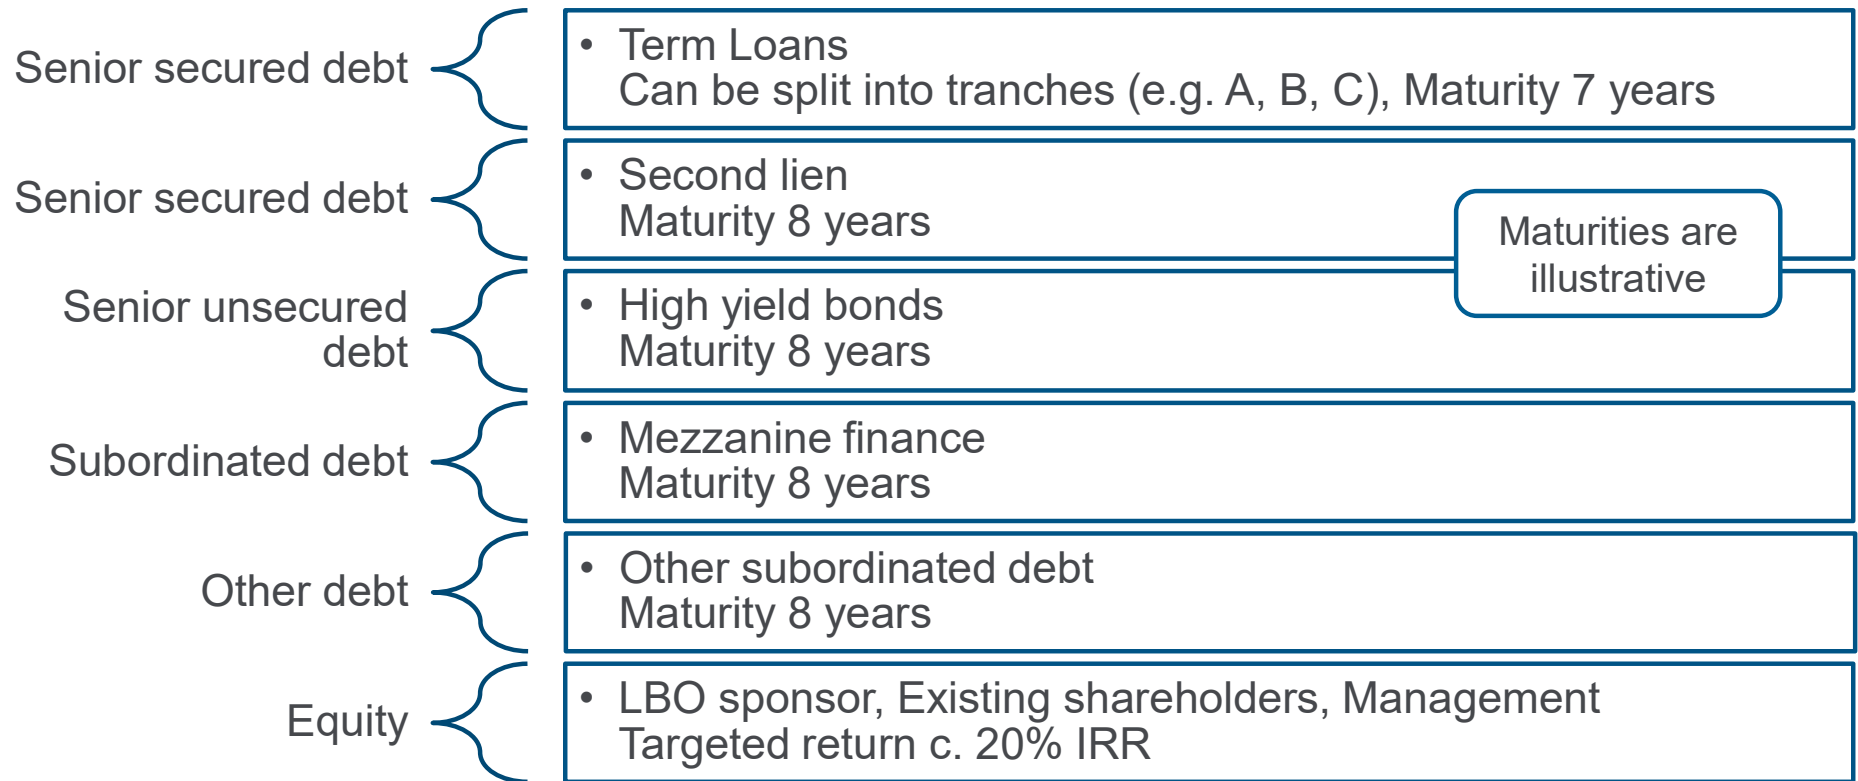 Senior secured debt
• Term Loans
Can be split into tranches (e.g. A, B, C), Maturity 7 years
Senior secured debt
• Second lien
Maturity 8 years
Maturities are
illustrative
Senior unsecured
debt
• High yield bonds
Maturity 8 years
Subordinated debt
• Mezzanine finance
Maturity 8 years
Other debt
• Other subordinated debt
Maturity 8 years
Equity
• LBO sponsor, Existing shareholders, Management
Targeted return c. 20% IRR